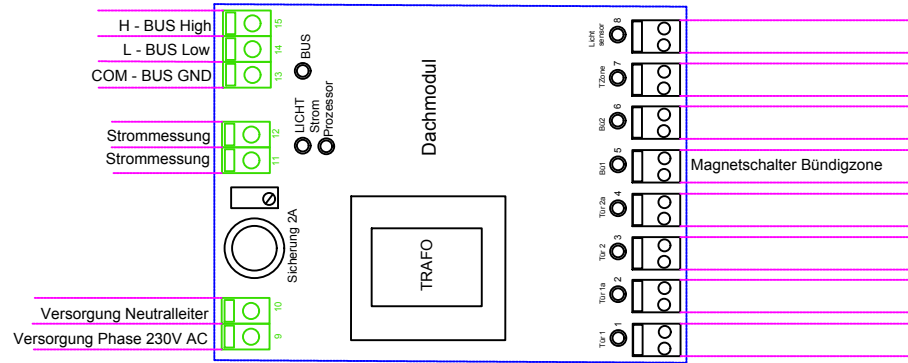 H - BUS High
15
L - BUS Low
14
COM - BUS GND
13
BUS
Strommessung
12
Strommessung
11
LICHT
Strom
Prozessor
Sicherung 2A
Versorgung Neutralleiter
10
Versorgung Phase 230V AC
9
Dachmodul
TRAFO
Licht
sensor
8
TZone
7
Bü2
6
Bü1
5
Magnetschalter Bündigzone
Tür 2a
4
Tür 2
3
Tür 1a
2
Tür 1
1